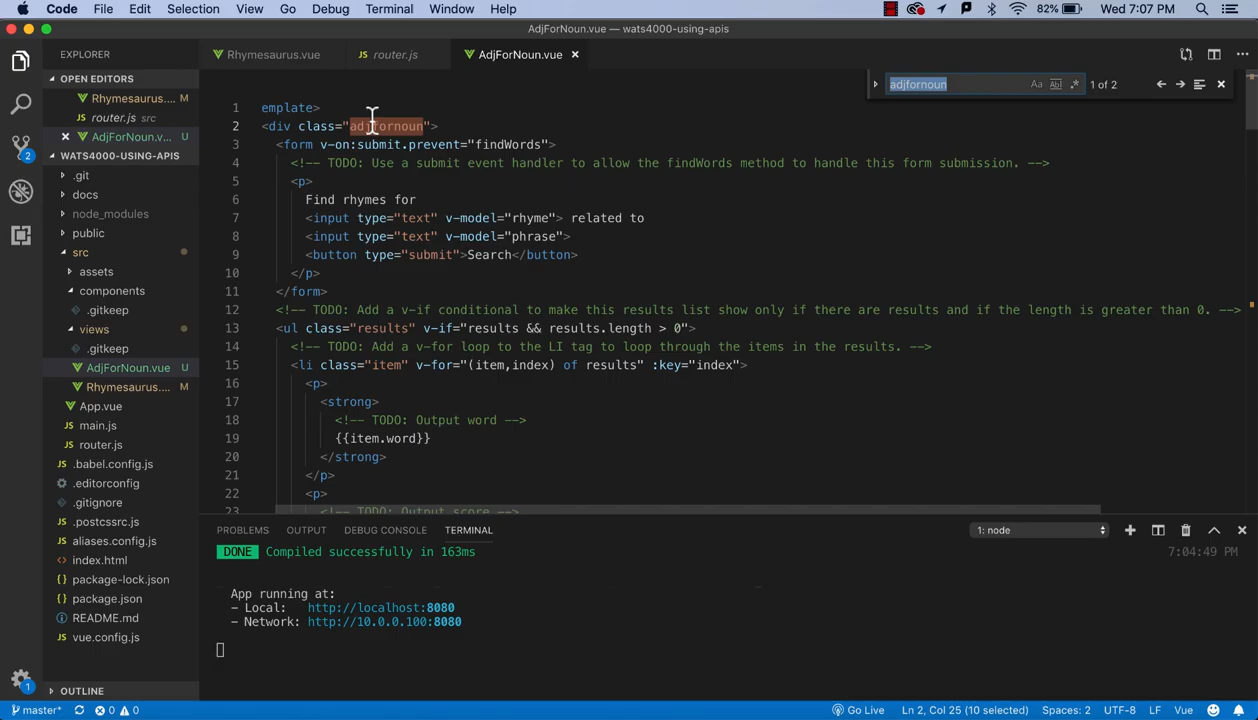 Code File Edit Selection View Go Debug Terminal Window Help 82% Wed 7:07 PM
AdjForNoun.vue — wats4000-using-apis
EXPLORER
Rhymesaurus.vue router.js AdjForNoun.vue
OPEN EDITORS
Rhymesaurus.... M
router.js src
AdjForNoun.v... U
WATS4000-USING-APIS
.git
docs
node_modules
public
src
assets
components
.gitkeep
views
.gitkeep
AdjForNoun.vue U
Rhymesaurus.... M
App.vue
main.js
router.js
.babel.config.js
.editorconfig
.gitignore
.postcssrc.js
aliases.config.js
index.html
package-lock.json
package.json
README.md
vue.config.js
OUTLINE
2
1
adjfornoun Aa Abl .* 1 of 2
1 emplate>
2 <div class="adjfornoun">
3 <form v-on:submit.prevent="findWords">
4 <!-- TODO: Use a submit event handler to allow the findWords method to handle this form submission. -->
5 <p>
6 Find rhymes for
7 <input type="text" v-model="rhyme"> related to
8 <input type="text" v-model="phrase">
9 <button type="submit">Search</button>
10 </p>
11 </form>
12 <!-- TODO: Add a v-if conditional to make this results list show only if there are results and if the length is greater than 0. -->
13 <ul class="results" v-if="results && results.length > 0">
14 <!-- TODO: Add a v-for loop to the LI tag to loop through the items in the results. -->
15 <li class="item" v-for="(item,index) of results" :key="index">
16 <p>
17 <strong>
18 <!-- TODO: Output word -->
19 {{item.word}}
20 </strong>
21 </p>
22 <p>
23 <!-- TODO: Output score -->
PROBLEMS OUTPUT DEBUG CONSOLE TERMINAL 1: node
DONE Compiled successfully in 163ms 7:04:49 PM
App running at:
- Local: http://localhost:8080
- Network: http://10.0.0.100:8080
master* 0 0 Go Live Ln 2, Col 25 (10 selected) Spaces: 2 UTF-8 LF Vue